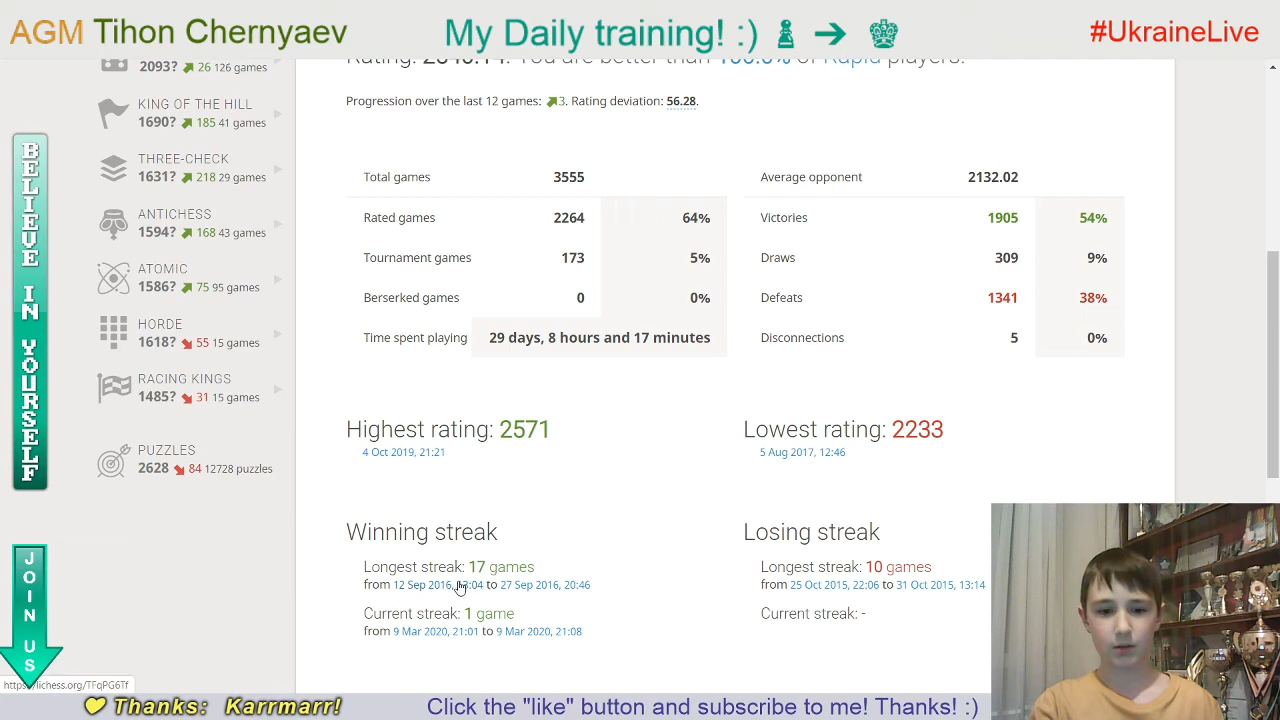 AGM Tihon Chernyaev
My Daily training! :)
#UkraineLive
BELIEVE IN YOURSELF
JOIN US
2093? 26 126 games
KING OF THE HILL
1690? 185 41 games
THREE-CHECK
1631? 218 29 games
ANTICHESS
1594? 168 43 games
ATOMIC
1586? 75 95 games
HORDE
1618? 55 15 games
RACING KINGS
1485? 31 15 games
PUZZLES
2628 84 12728 puzzles
players.
Progression over the last 12 games: 3. Rating deviation: 56.28.
Total games 3555
Rated games 2264 64%
Tournament games 173 5%
Berserked games 0 0%
Time spent playing 29 days, 8 hours and 17 minutes
Average opponent 2132.02
Victories 1905 54%
Draws 309 9%
Defeats 1341 38%
Disconnections 5 0%
Highest rating: 2571
4 Oct 2019, 21:21
Lowest rating: 2233
5 Aug 2017, 12:46
Winning streak
Longest streak: 17 games
from 12 Sep 2016, to 27 Sep 2016, 20:46
Current streak: 1 game
from 9 Mar 2020, 21:01 to 9 Mar 2020, 21:08
Losing streak
Longest streak: 10 games
from 25 Oct 2015, 22:06 to 31 Oct 2015, 13:14
Current streak: -
https://lichess.org/TFqPG6Tf
Thanks: Karrmarr!
Click the "like" button and subscribe to me! Thanks! :)